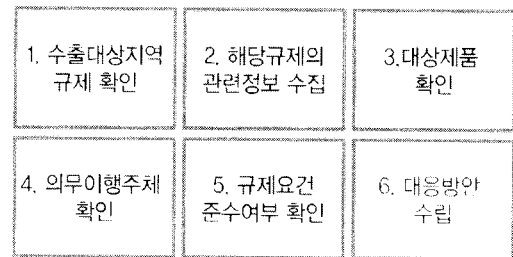 1. 수출대상지역
규제 확인
2. 해당규제의
관련정보 수집
3.대상제품
확인
4. 의무이행주체
확인
5. 규제요건
준수여부 확인
6. 대응방안
수립